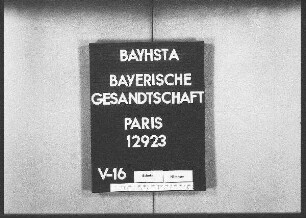 BAYHSTA
BAYERISCHE
GESANDTSCHAFT
PARIS
12923
V-16